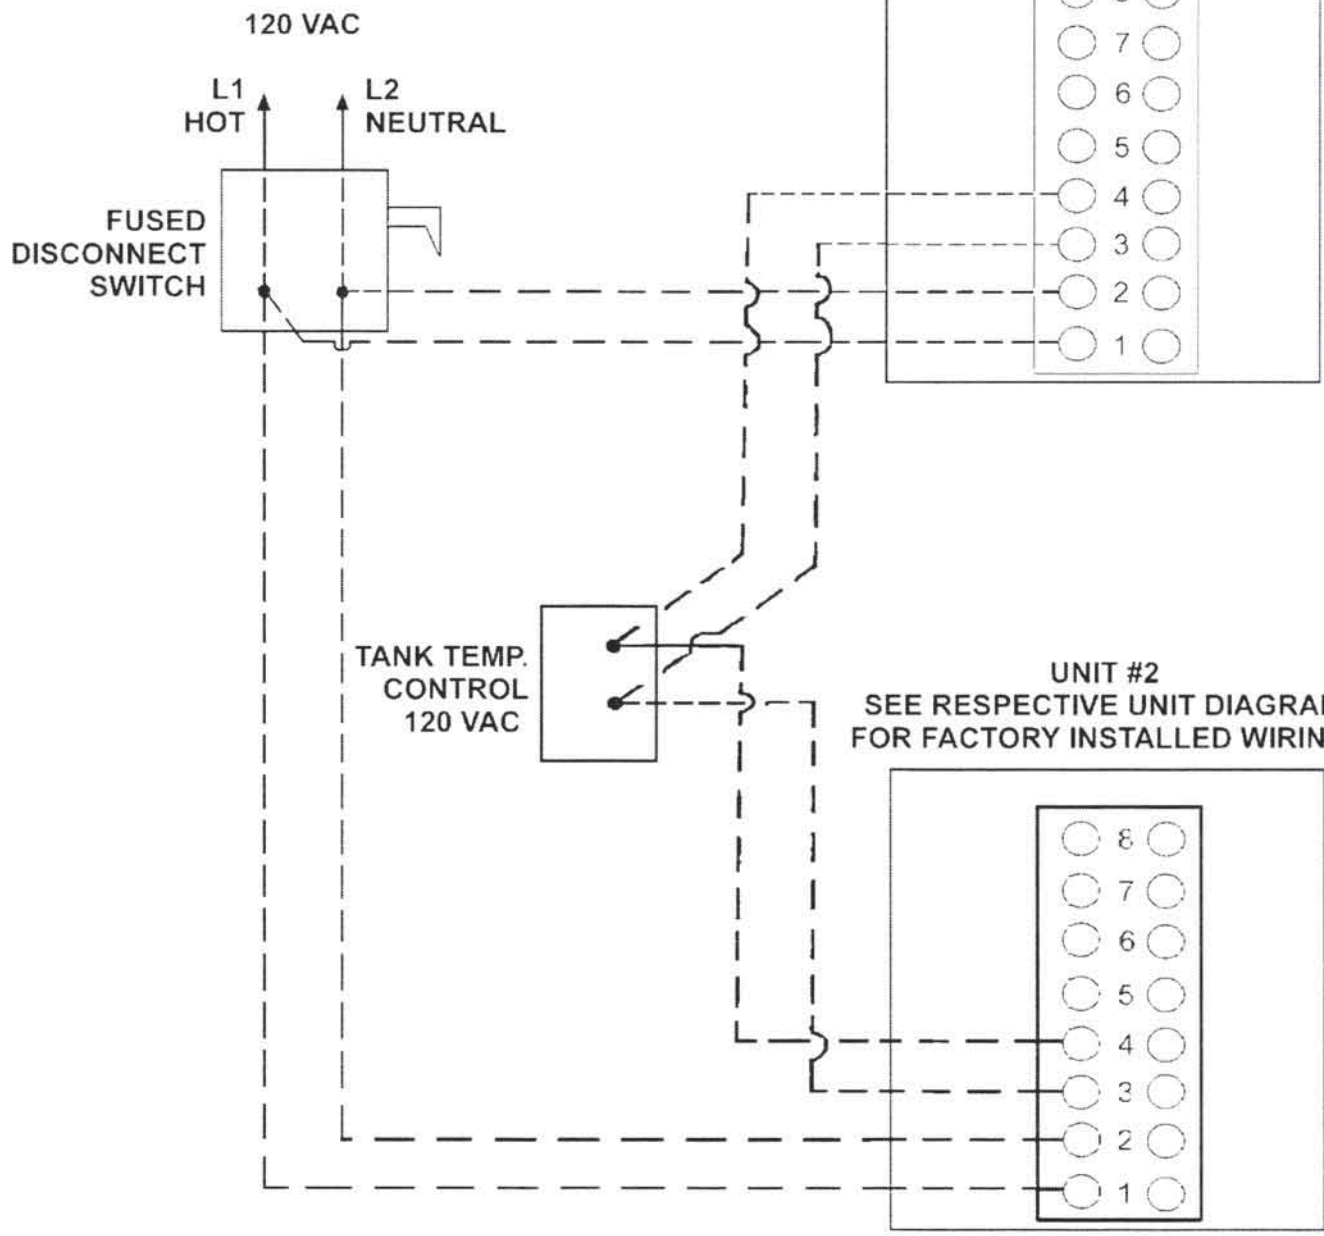 120 VAC
L1
HOT
L2
NEUTRAL
FUSED
DISCONNECT
SWITCH
7
6
5
4
3
2
1
TANK TEMP.
CONTROL
120 VAC
UNIT #2
SEE RESPECTIVE UNIT DIAGRA
FOR FACTORY INSTALLED WIRIN
8
7
6
5
4
3
2
1